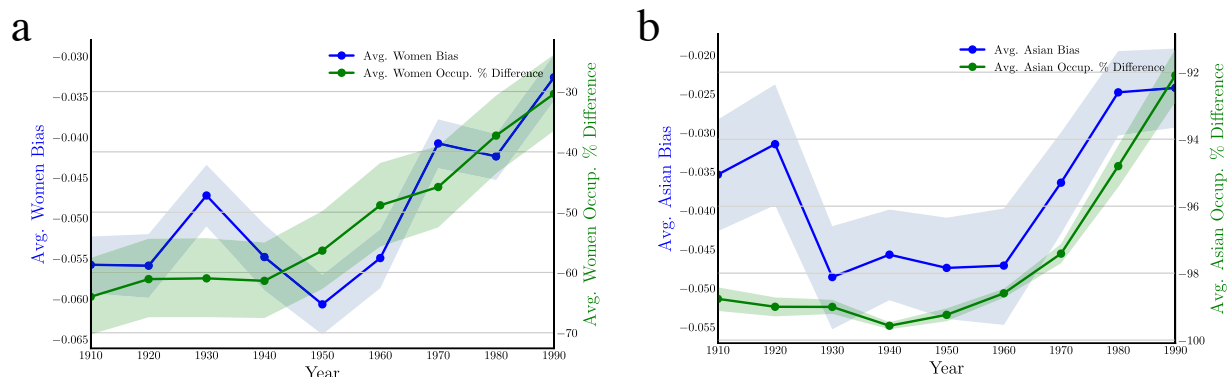 a
Avg. Women Bias
Avg. Women Occup. % Difference
−0.030
−0.035
−0.040
−0.045
−0.050
−0.055
−0.060
−0.065
Avg. Women Bias
−30
−40
−50
−60
−70
Avg. Women Occup. % Difference
1910 1920 1930 1940 1950 1960 1970 1980 1990
Year
b
Avg. Asian Bias
Avg. Asian Occup. % Difference
−0.020
−0.025
−0.030
−0.035
−0.040
−0.045
−0.050
−0.055
Avg. Asian Bias
−92
−94
−96
−98
−100
Avg. Asian Occup. % Difference
1910 1920 1930 1940 1950 1960 1970 1980 1990
Year